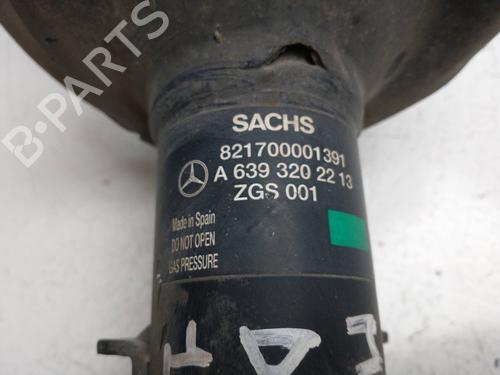 SACHS
821700001391
A 639 320 22 13
ZGS 001
Made in Spain
DO NOT OPEN
GAS PRESSURE
B-PARTS